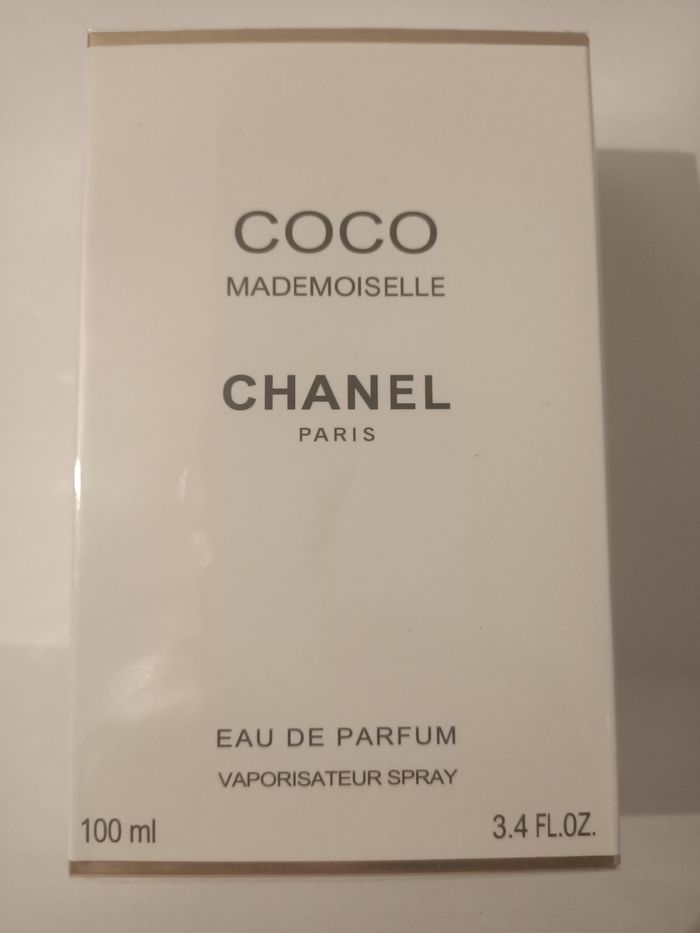 COCO
MADEMOISELLE
CHANEL
PARIS
EAU DE PARFUM
VAPORISATEUR SPRAY
100 ml
3.4 FL.OZ.